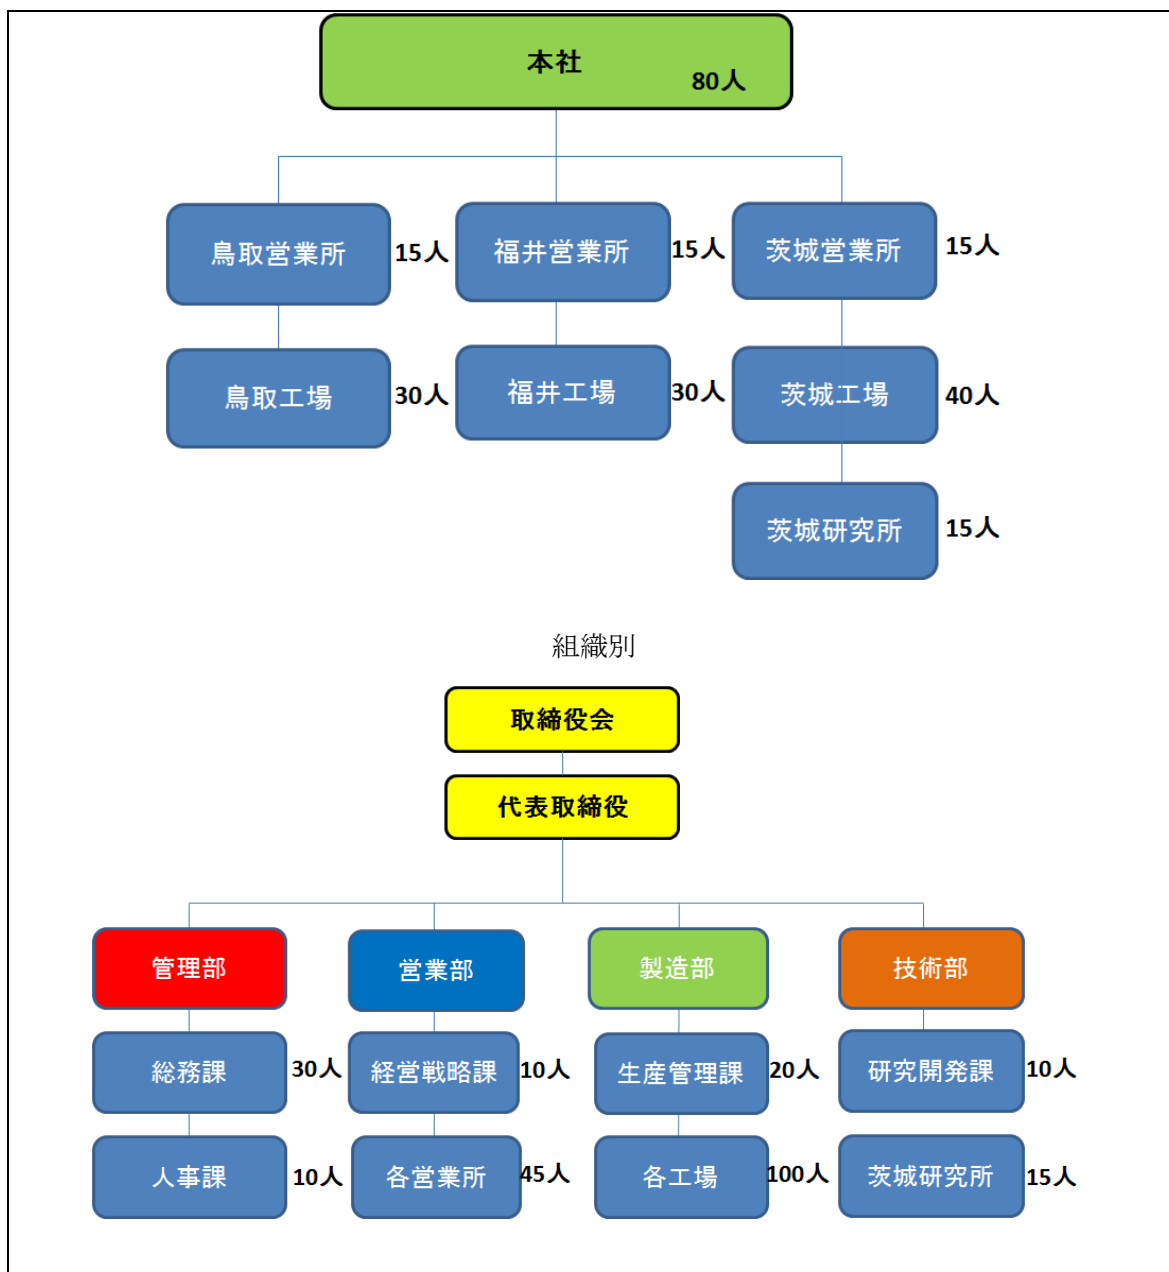 本社
80人
鳥取営業所
15人
福井営業所
15人
茨城営業所
15人
鳥取工場
30人
福井工場
30人
茨城工場
40人
茨城研究所
15人
組織別
取締役会
代表取締役
管理部
営業部
製造部
技術部
総務課
30人
経営戦略課
10人
生産管理課
20人
研究開発課
10人
人事課
10人
各営業所
45人
各工場
100人
茨城研究所
15人